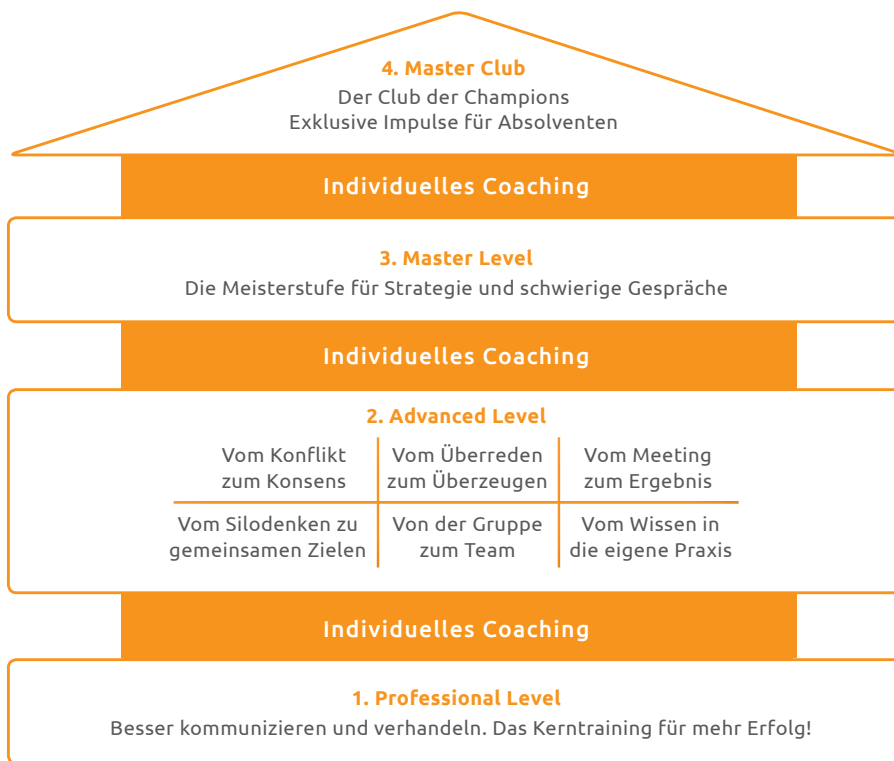 4. Master Club
Der Club der Champions
Exklusive Impulse für Absolventen
Individuelles Coaching
3. Master Level
Die Meisterstufe für Strategie und schwierige Gespräche
Individuelles Coaching
2. Advanced Level
Vom Konflikt
zum Konsens
Vom Überreden
zum Überzeugen
Vom Meeting
zum Ergebnis
Vom Silodenken zu
gemeinsamen Zielen
Von der Gruppe
zum Team
Vom Wissen in
die eigene Praxis
Individuelles Coaching
1. Professional Level
Besser kommunizieren und verhandeln. Das Kerntraining für mehr Erfolg!